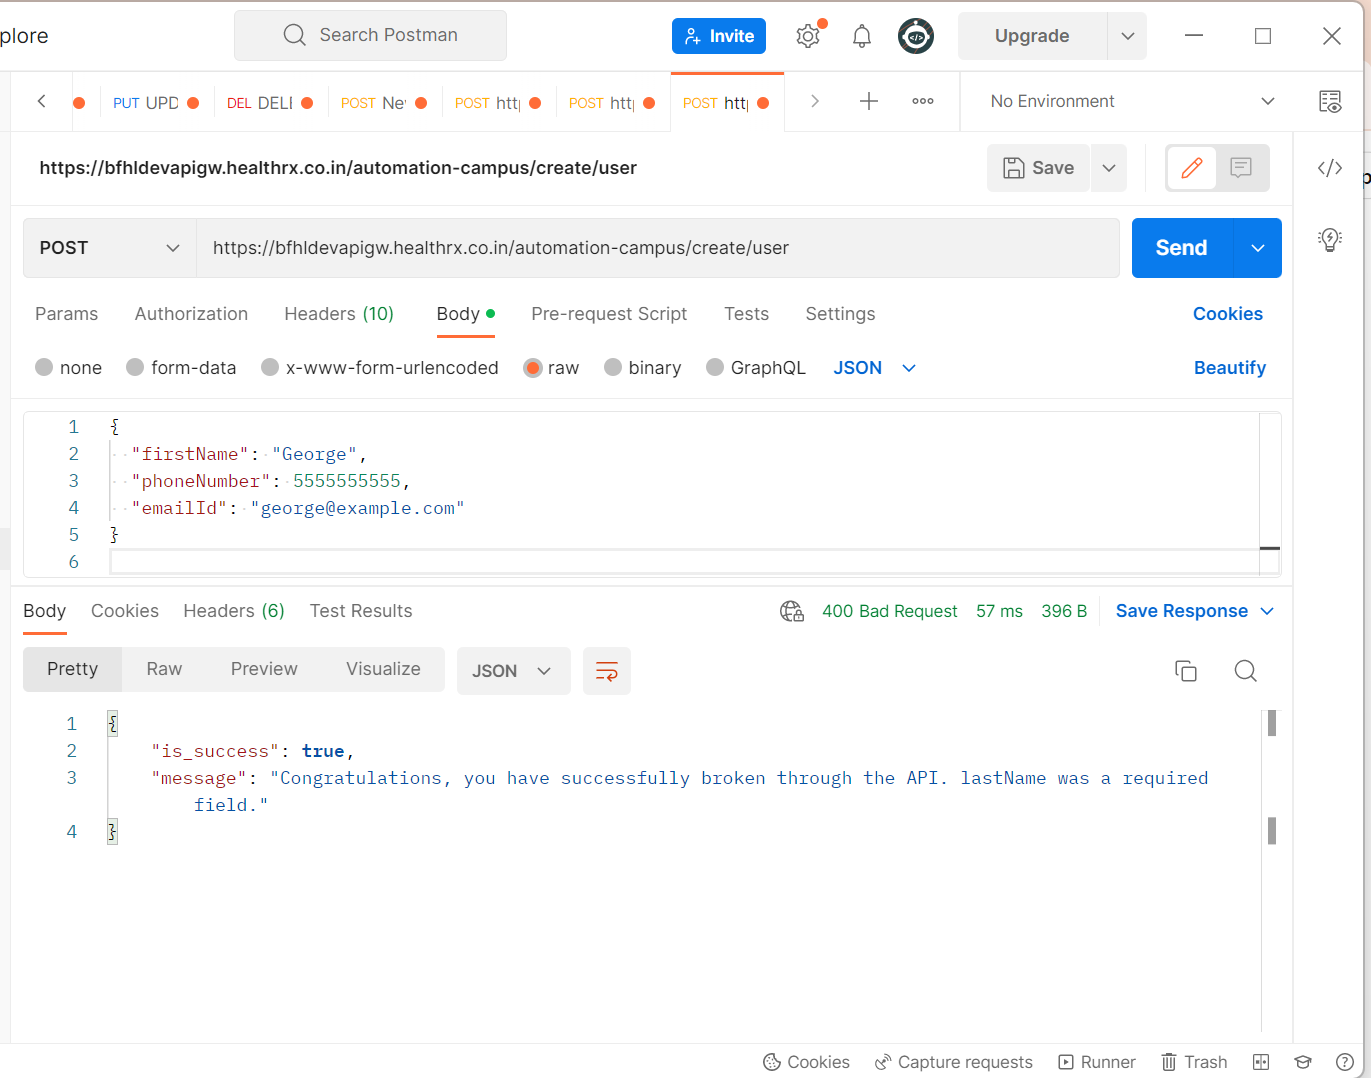 plore
Search Postman
Invite
Upgrade
PUT UPD
DEL DELI
POST Ne
POST http
POST http
POST http
No Environment
https://bfhldevapigw.healthrx.co.in/automation-campus/create/user
Save
POST
https://bfhldevapigw.healthrx.co.in/automation-campus/create/user
Send
Params Authorization Headers (10) Body Pre-request Script Tests Settings Cookies
none form-data x-www-form-urlencoded raw binary GraphQL JSON Beautify
1 {
2 "firstName": "George",
3 "phoneNumber": 5555555555,
4 "emailId": "george@example.com"
5 }
6
Body Cookies Headers (6) Test Results 400 Bad Request 57 ms 396 B Save Response
Pretty Raw Preview Visualize JSON
1 {
2 "is_success": true,
3 "message": "Congratulations, you have successfully broken through the API. lastName was a required
field."
4 }
Cookies Capture requests Runner Trash